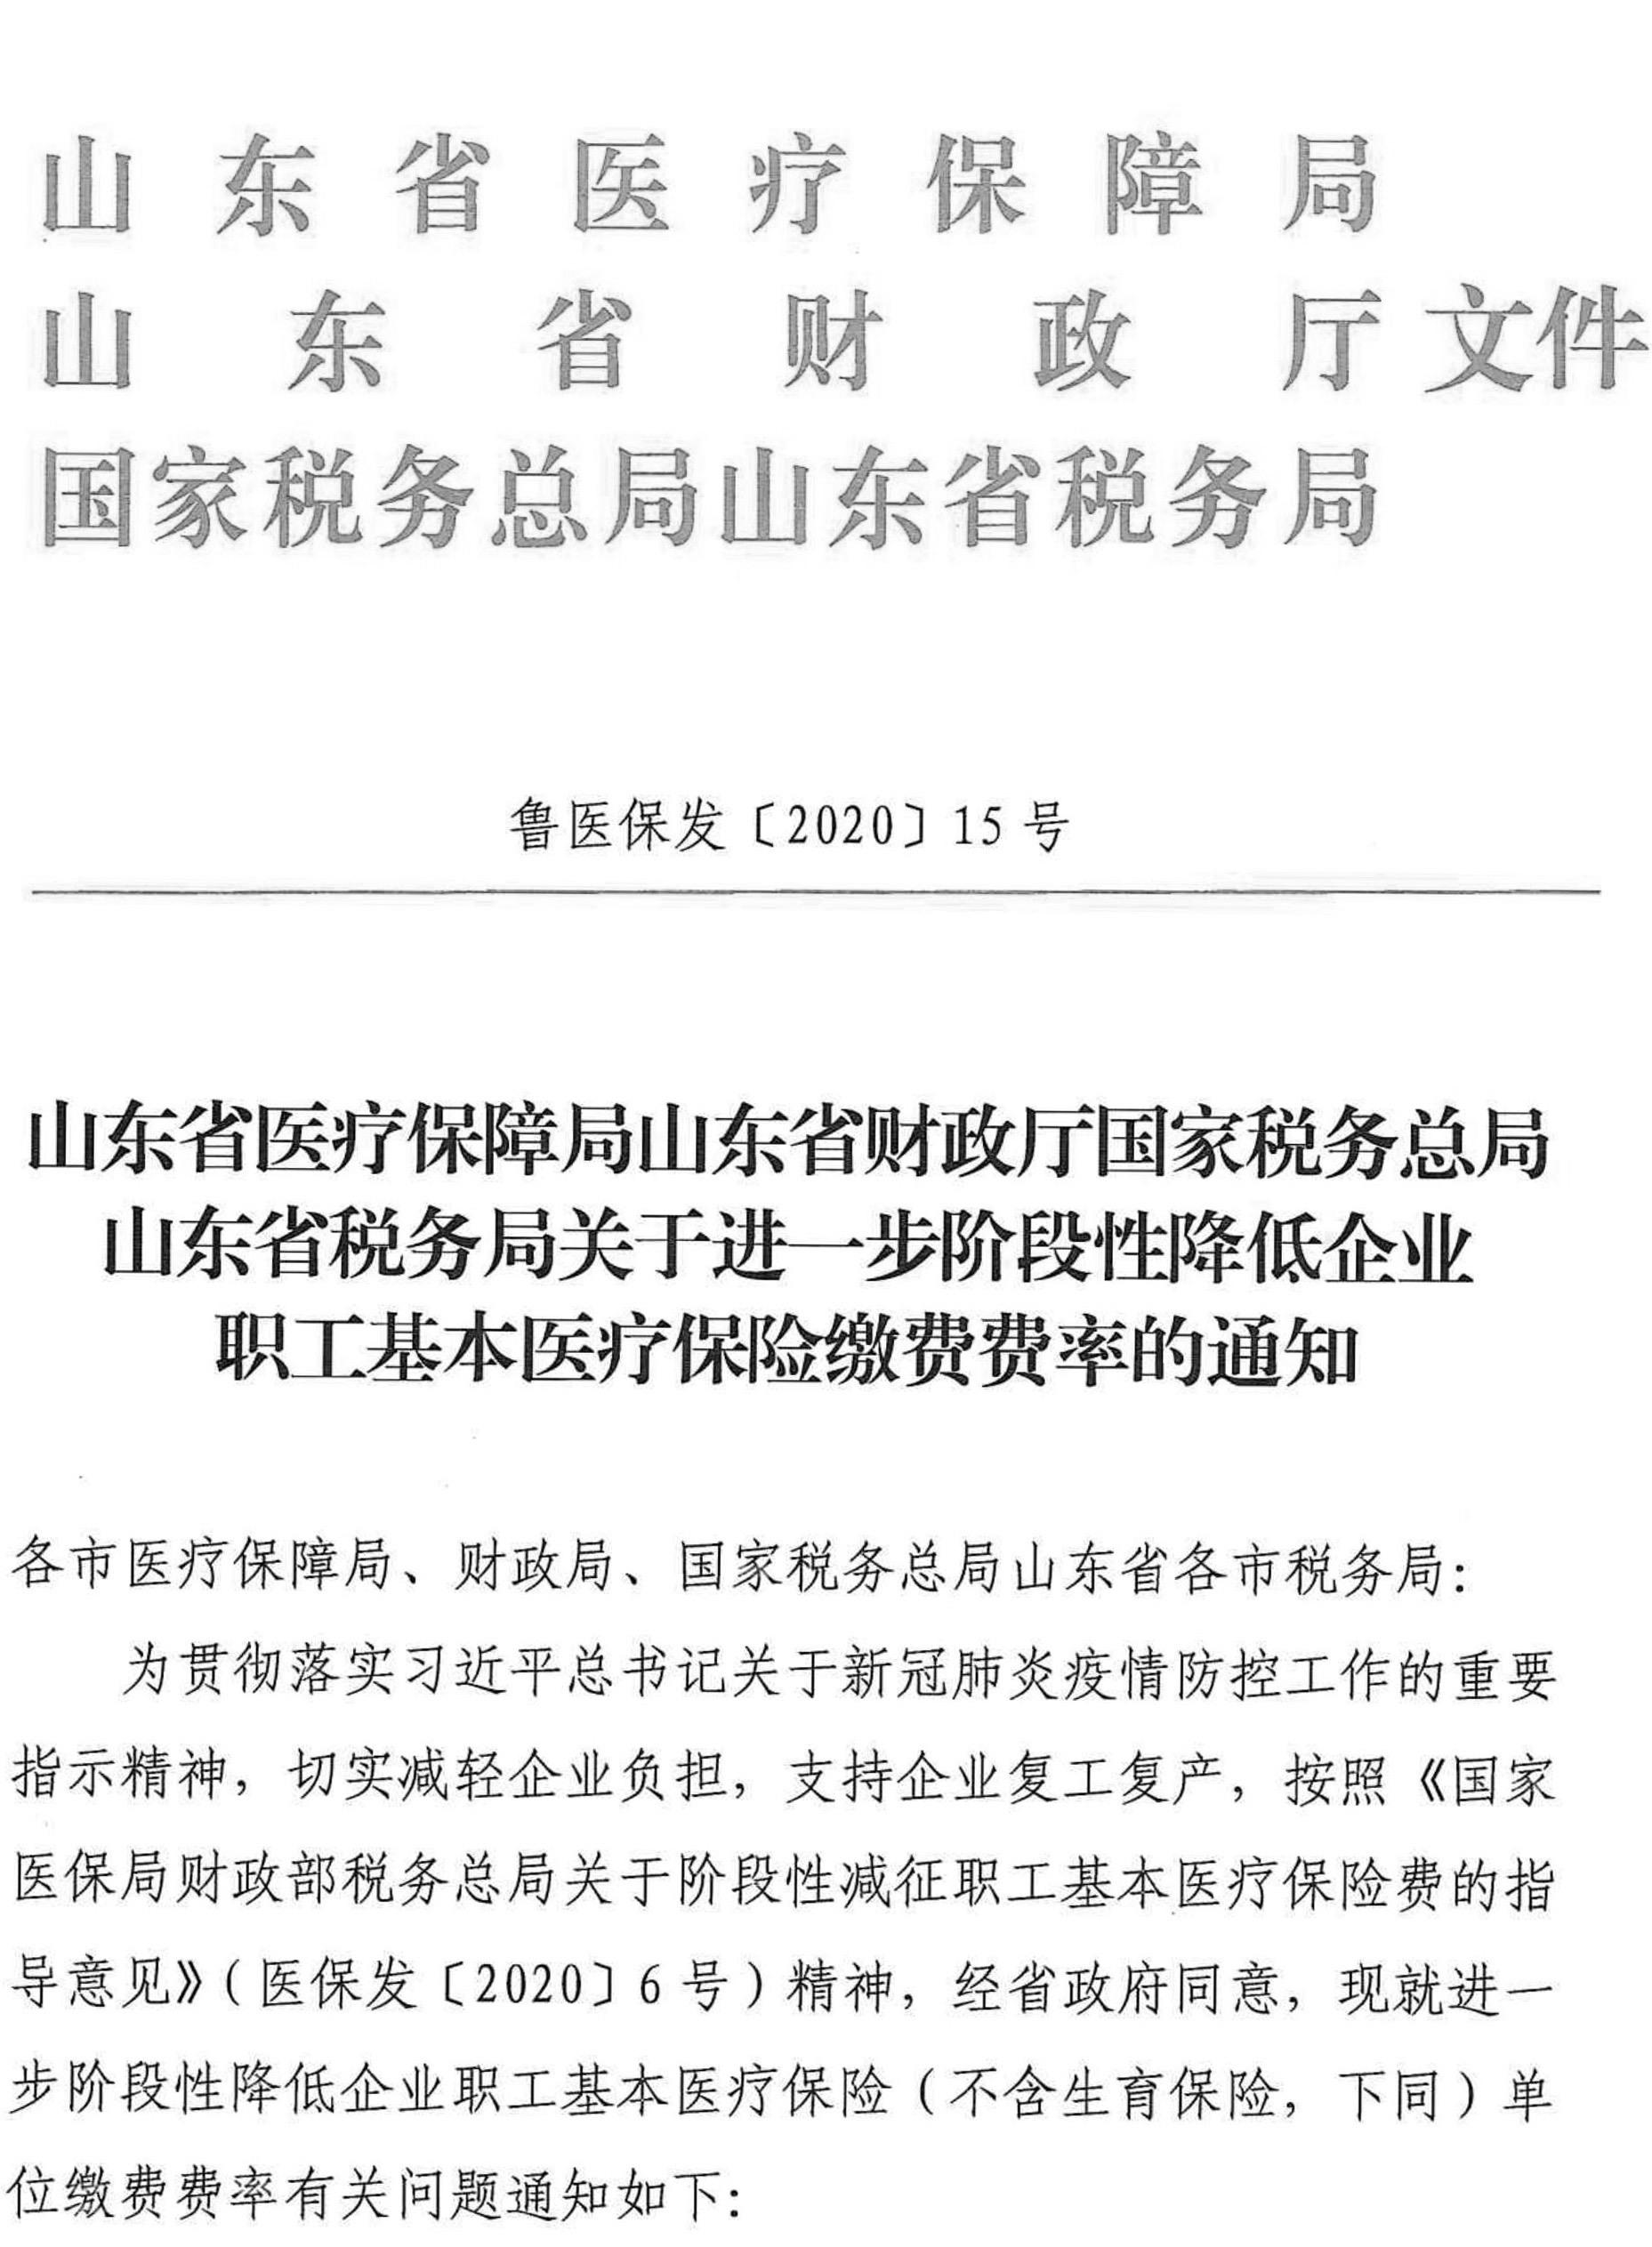 山东省医疗保障局
山东省财政厅文件
国家税务总局山东省税务局
鲁医保发〔2020〕15号
山东省医疗保障局山东省财政厅国家税务总局
山东省税务局关于进一步阶段性降低企业
职工基本医疗保险缴费费率的通知
各市医疗保障局、财政局、国家税务总局山东省各市税务局：
为贯彻落实习近平总书记关于新冠肺炎疫情防控工作的重要
指示精神，切实减轻企业负担，支持企业复工复产，按照《国家
医保局财政部税务总局关于阶段性减征职工基本医疗保险费的指
导意见》（医保发〔2020〕6号）精神，经省政府同意，现就进一
步阶段性降低企业职工基本医疗保险（不含生育保险，下同）单
位缴费费率有关问题通知如下：